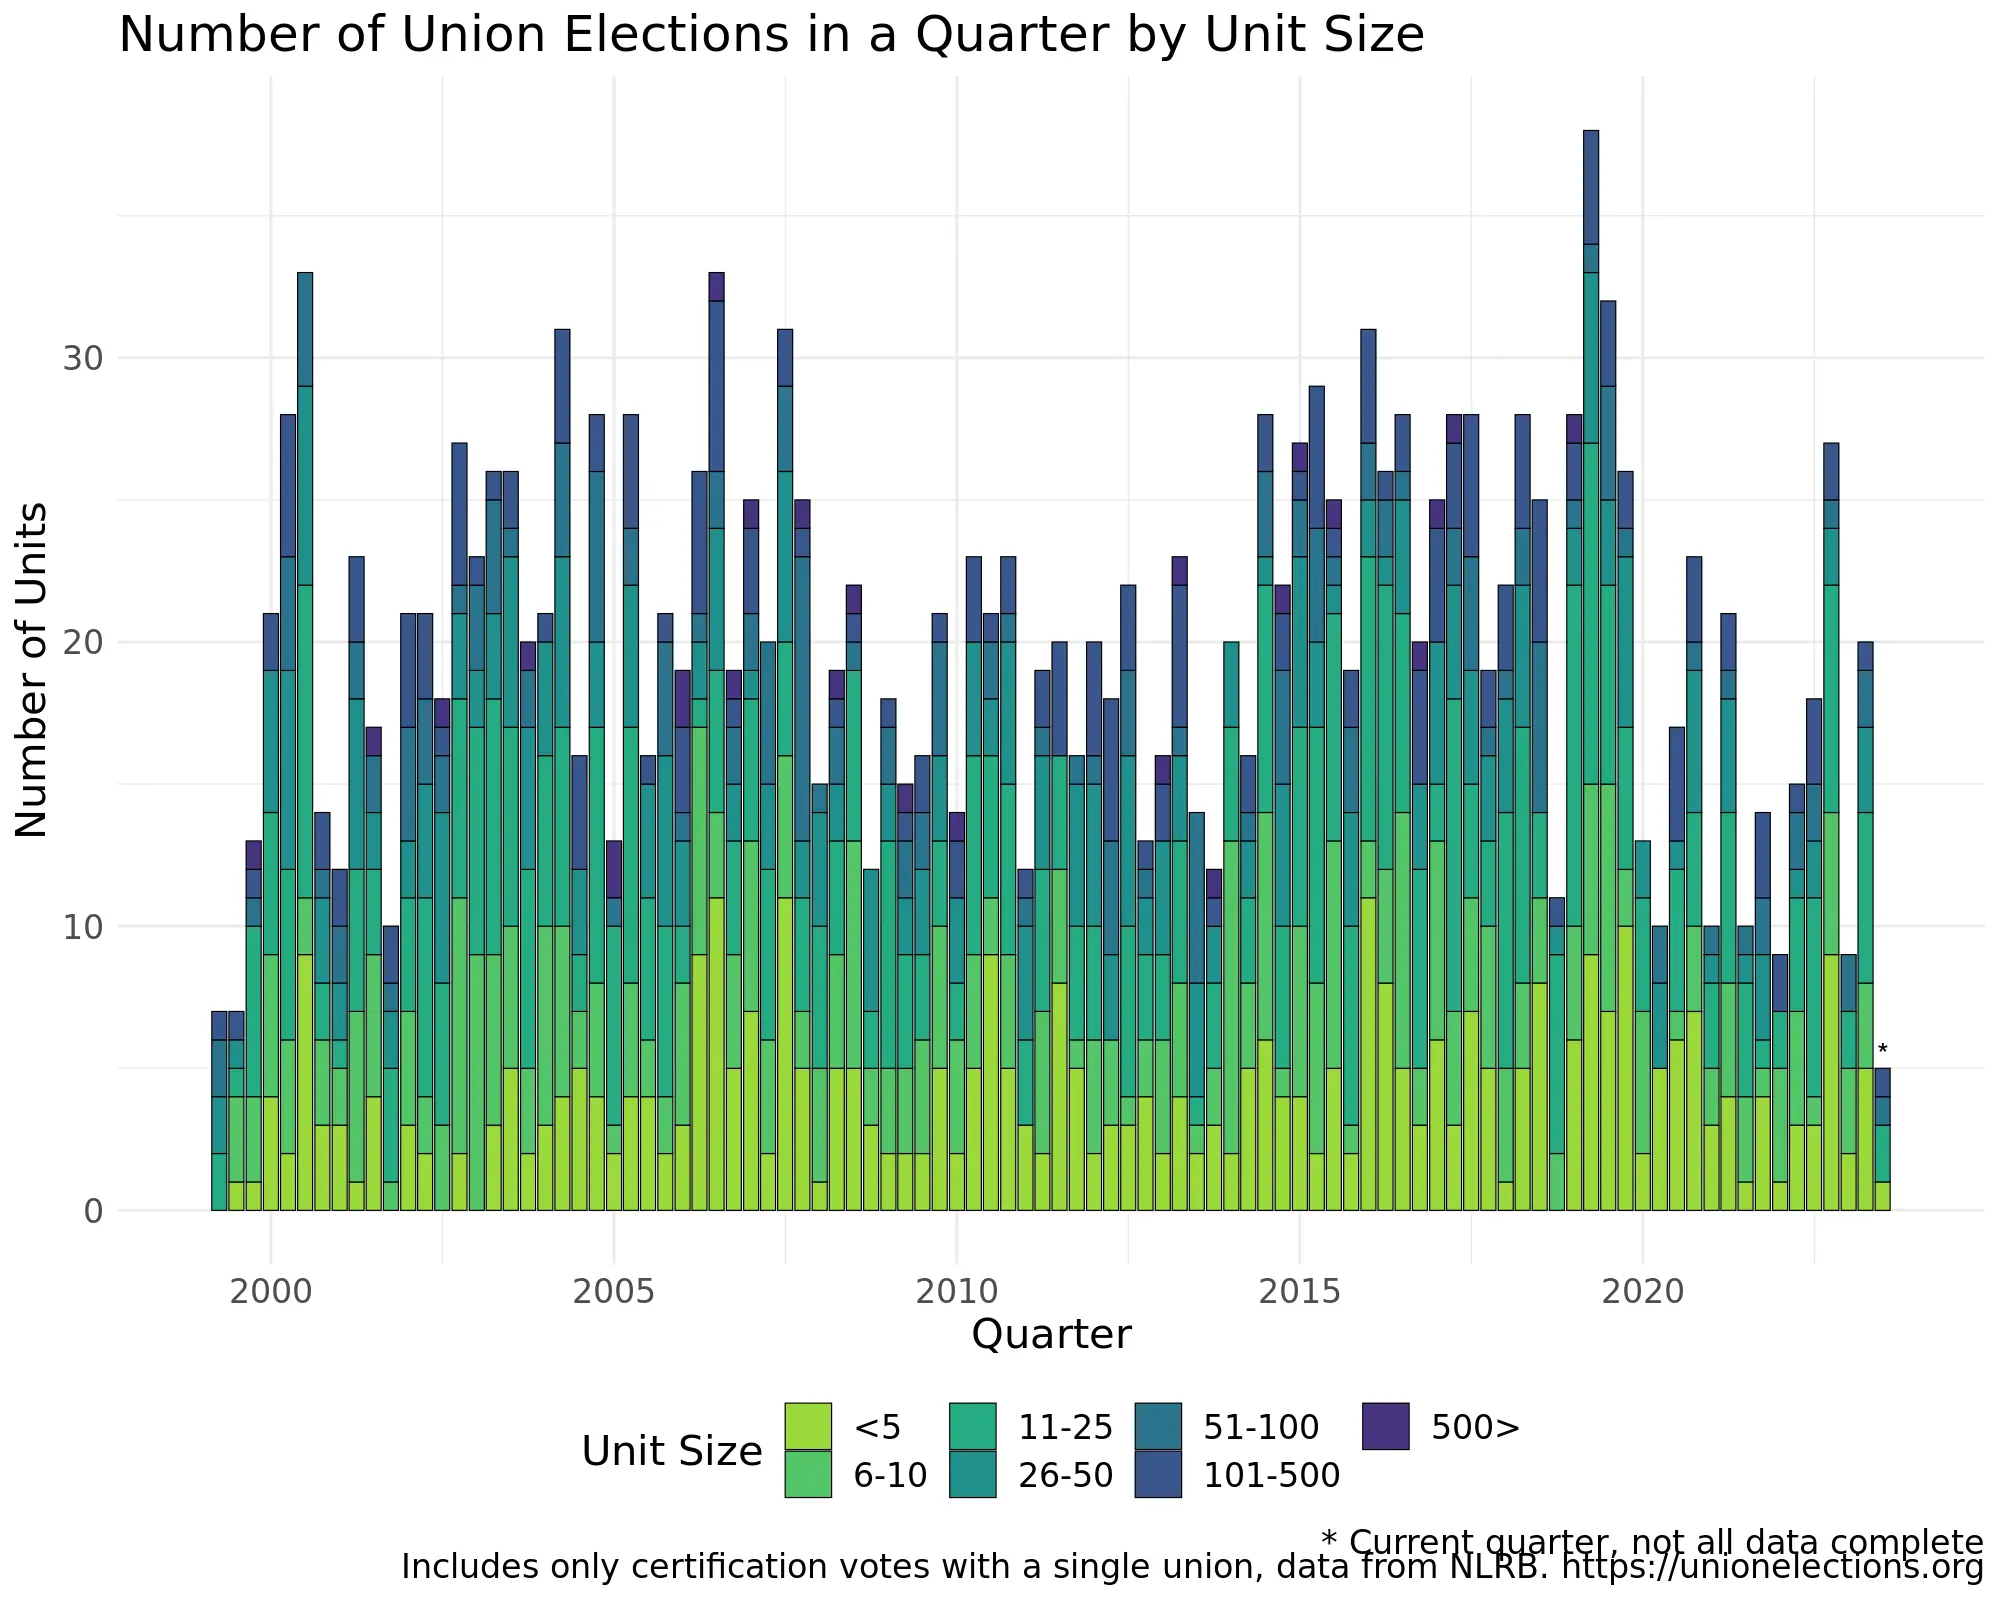 Number of Union Elections in a Quarter by Unit Size
Number of Units
30
20
10
0
*
2000 2005 2010 2015 2020
Quarter
Unit Size
<5 11-25 51-100 500>
6-10 26-50 101-500
* Current quarter, not all data complete
Includes only certification votes with a single union, data from NLRB. https://unionelections.org